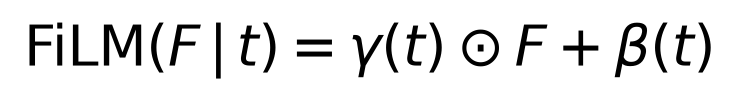 FiLM(F | t) = γ(t) ⊙ F + β(t)